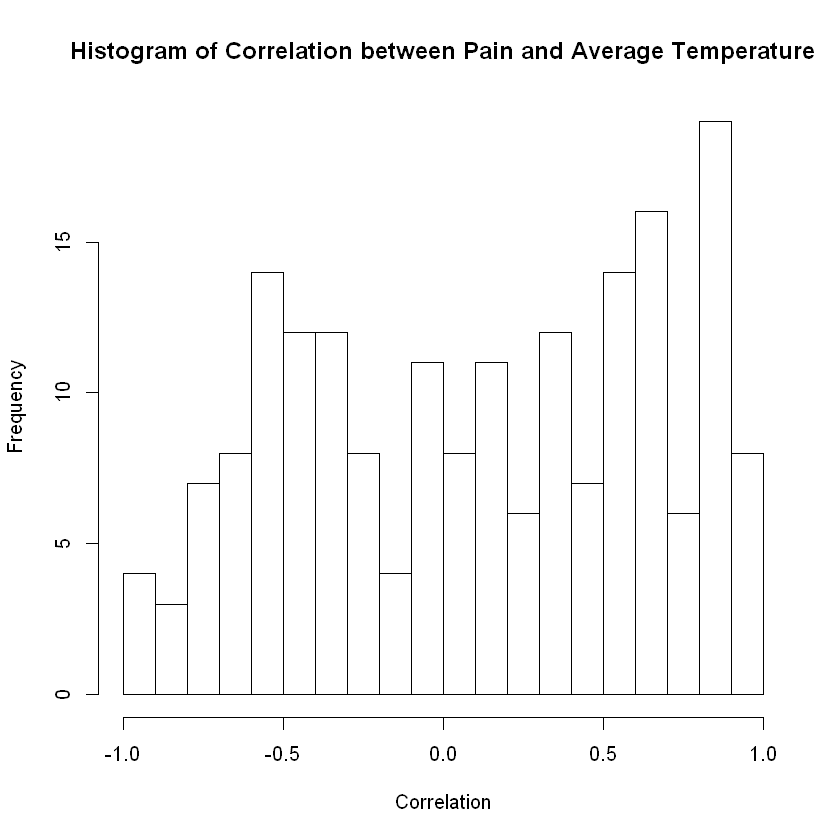 Histogram of Correlation between Pain and Average Temperature
Frequency
15
10
5
0
-1.0 -0.5 0.0 0.5 1.0
Correlation